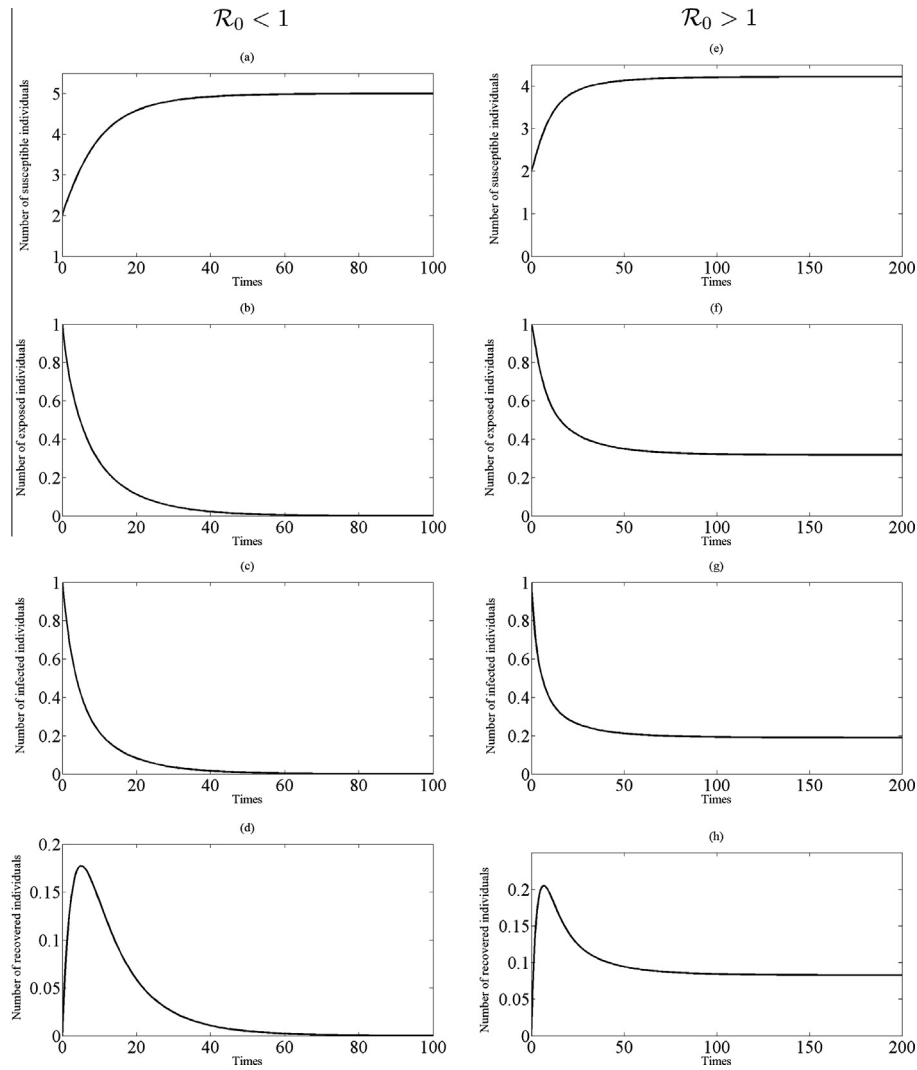 R₀ < 1
(a)
Number of susceptible individuals
5
4
3
2
1
0 20 40 60 80 100
Times
(b)
Number of exposed individuals
1
0.8
0.6
0.4
0.2
0
0 20 40 60 80 100
Times
(c)
Number of infected individuals
1
0.8
0.6
0.4
0.2
0
0 20 40 60 80 100
Times
(d)
Number of recovered individuals
0.2
0.15
0.1
0.05
0
0 20 40 60 80 100
Times
R₀ > 1
(e)
Number of susceptible individuals
4
3
2
1
0
0 50 100 150 200
Times
(f)
Number of exposed individuals
1
0.8
0.6
0.4
0.2
0
0 50 100 150 200
Times
(g)
Number of infected individuals
1
0.8
0.6
0.4
0.2
0
0 50 100 150 200
Times
(h)
Number of recovered individuals
0.2
0.15
0.1
0.05
0
0 50 100 150 200
Times